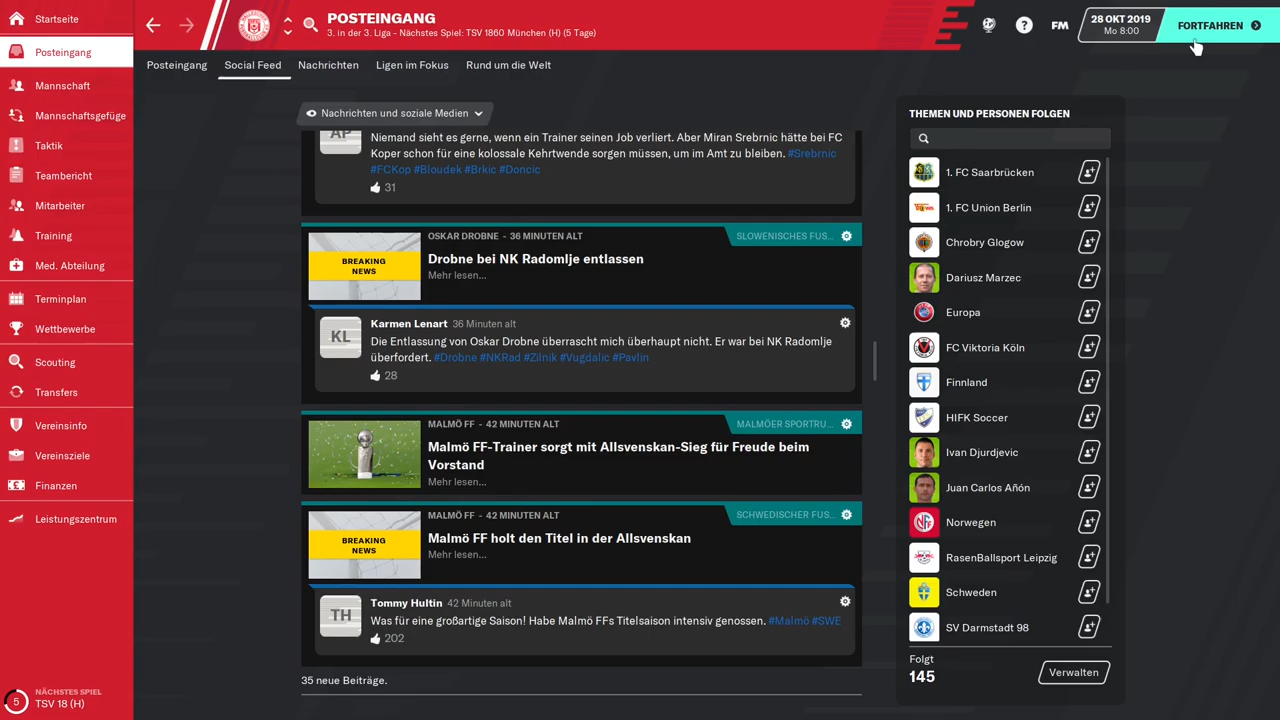 Startseite
Posteingang
Mannschaft
Mannschaftsgefüge
Taktik
Teambericht
Mitarbeiter
Training
Med. Abteilung
Terminplan
Wettbewerbe
Scouting
Transfers
Vereinsinfo
Vereinsziele
Finanzen
Leistungszentrum
5
NÄCHSTES SPIEL
TSV 18 (H)
POSTEINGANG
3. in der 3. Liga - Nächstes Spiel: TSV 1860 München (H) (5 Tage)
?
FM
28 OKT 2019
Mo 8:00
FORTFAHREN
Posteingang
Social Feed
Nachrichten
Ligen im Fokus
Rund um die Welt
Nachrichten und soziale Medien
AP
Niemand sieht es gerne, wenn ein Trainer seinen Job verliert. Aber Miran Srebrnic hätte bei FC
Koper schon für eine kolossale Kehrtwende sorgen müssen, um im Amt zu bleiben. #Srebrnic
#FCKop #Bloudek #Brkic #Doncic
31
OSKAR DROBNE - 36 MINUTEN ALT
SLOWENISCHES FUS...
BREAKING
NEWS
Drobne bei NK Radomlje entlassen
Mehr lesen...
KL
Karmen Lenart 36 Minuten alt
Die Entlassung von Oskar Drobne überrascht mich überhaupt nicht. Er war bei NK Radomlje
überfordert. #Drobne #NKRad #Zilnik #Vugdalic #Pavlin
28
MALMÖ FF - 42 MINUTEN ALT
MALMÖER SPORTRU...
Malmö FF-Trainer sorgt mit Allsvenskan-Sieg für Freude beim
Vorstand
Mehr lesen...
MALMÖ FF - 42 MINUTEN ALT
SCHWEDISCHER FUS...
BREAKING
NEWS
Malmö FF holt den Titel in der Allsvenskan
Mehr lesen...
TH
Tommy Hultin 42 Minuten alt
Was für eine großartige Saison! Habe Malmö FFs Titelsaison intensiv genossen. #Malmö #SWE
202
35 neue Beiträge.
THEMEN UND PERSONEN FOLGEN
1. FC Saarbrücken
1. FC Union Berlin
Chrobry Glogow
Dariusz Marzec
Europa
FC Viktoria Köln
Finnland
HIFK Soccer
Ivan Djurdjevic
Juan Carlos Añón
Norwegen
RasenBallsport Leipzig
Schweden
SV Darmstadt 98
Folgt
145
Verwalten